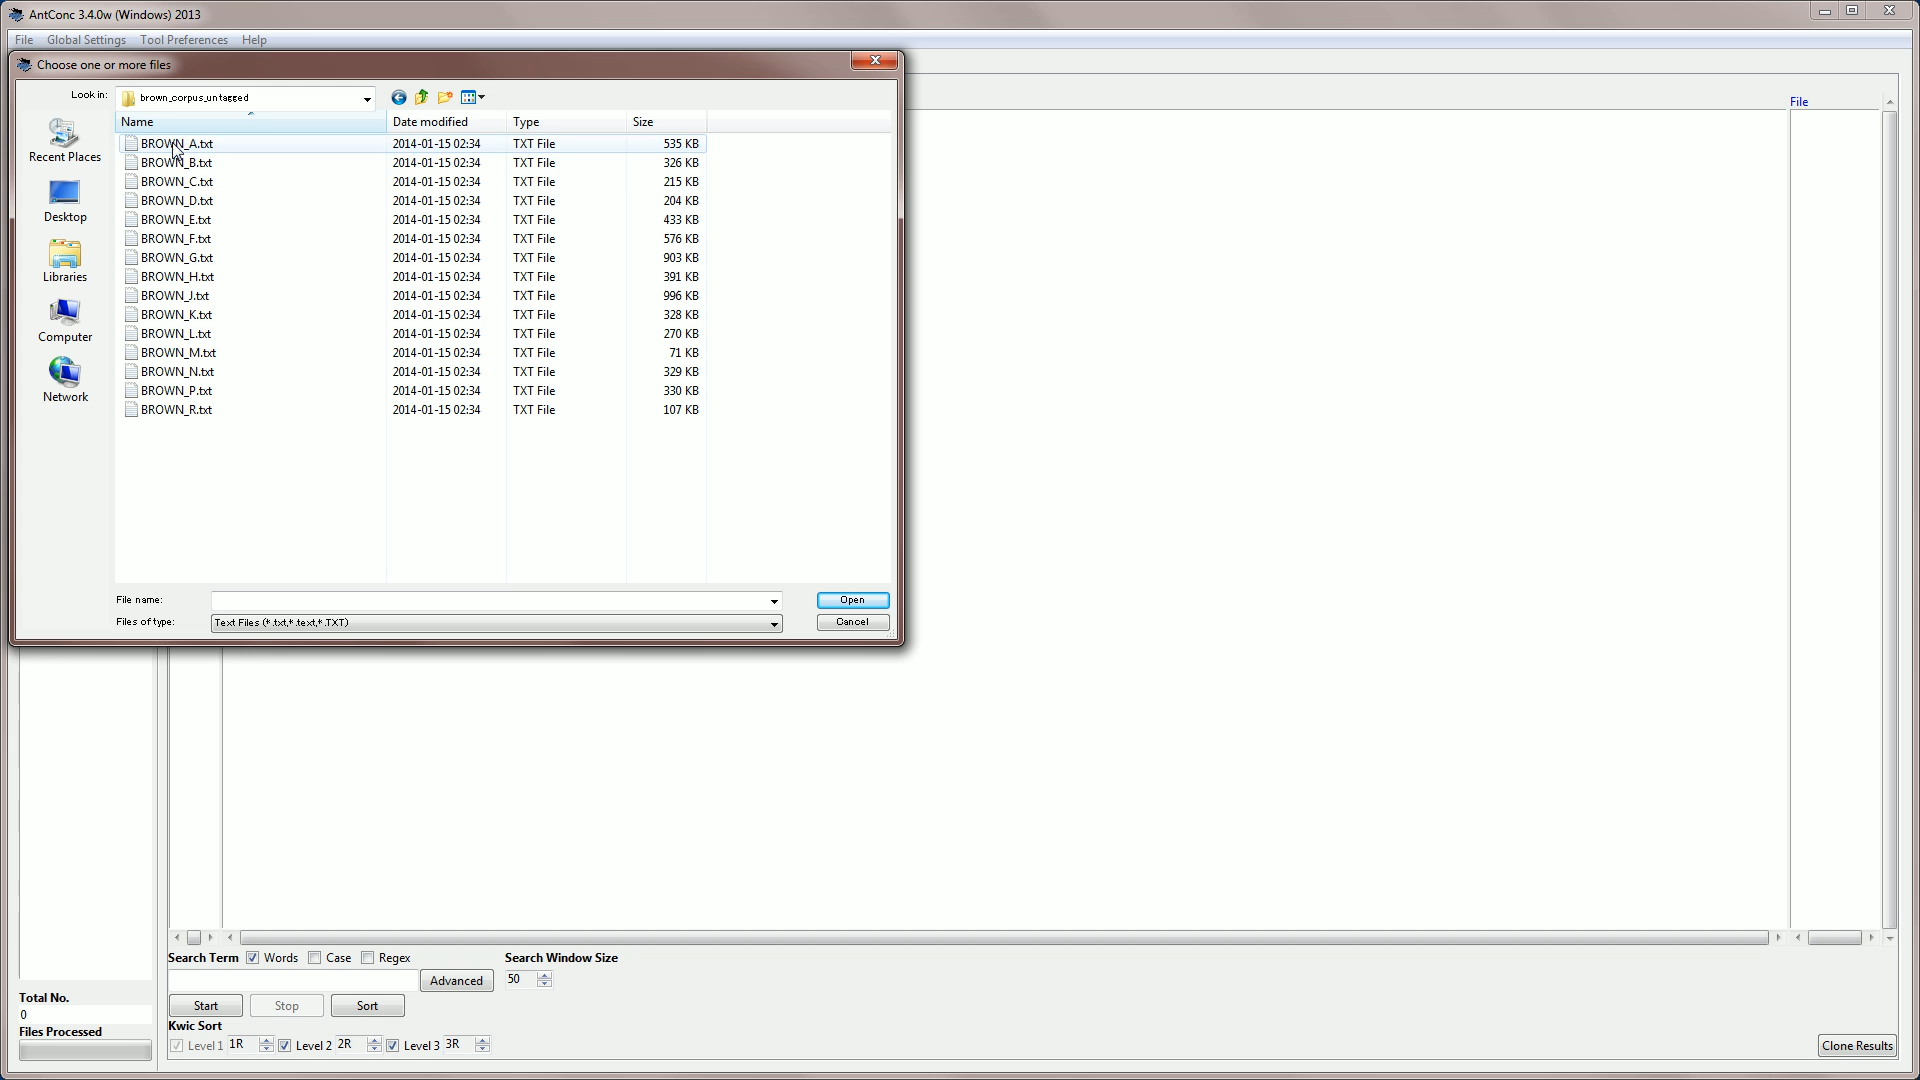 AntConc 3.4.0w (Windows) 2013
File Global Settings Tool Preferences Help
Choose one or more files
Look in: brown_corpus_untagged
File
Name Date modified Type Size
BROWN_A.txt 2014-01-15 02:34 TXT File 535 KB
BROWN_B.txt 2014-01-15 02:34 TXT File 326 KB
BROWN_C.txt 2014-01-15 02:34 TXT File 215 KB
BROWN_D.txt 2014-01-15 02:34 TXT File 204 KB
BROWN_E.txt 2014-01-15 02:34 TXT File 433 KB
BROWN_F.txt 2014-01-15 02:34 TXT File 576 KB
BROWN_G.txt 2014-01-15 02:34 TXT File 903 KB
BROWN_H.txt 2014-01-15 02:34 TXT File 391 KB
BROWN_J.txt 2014-01-15 02:34 TXT File 996 KB
BROWN_K.txt 2014-01-15 02:34 TXT File 328 KB
BROWN_L.txt 2014-01-15 02:34 TXT File 270 KB
BROWN_M.txt 2014-01-15 02:34 TXT File 71 KB
BROWN_N.txt 2014-01-15 02:34 TXT File 329 KB
BROWN_P.txt 2014-01-15 02:34 TXT File 330 KB
BROWN_R.txt 2014-01-15 02:34 TXT File 107 KB
Recent Places
Desktop
Libraries
Computer
Network
File name: Open
Files of type: Text Files (*.txt,*.text,*.TXT) Cancel
Search Term Words Case Regex Search Window Size
Advanced 50
Start Stop Sort
Kwic Sort
Level 1 1R Level 2 2R Level 3 3R
Total No.
0
Files Processed
Clone Results